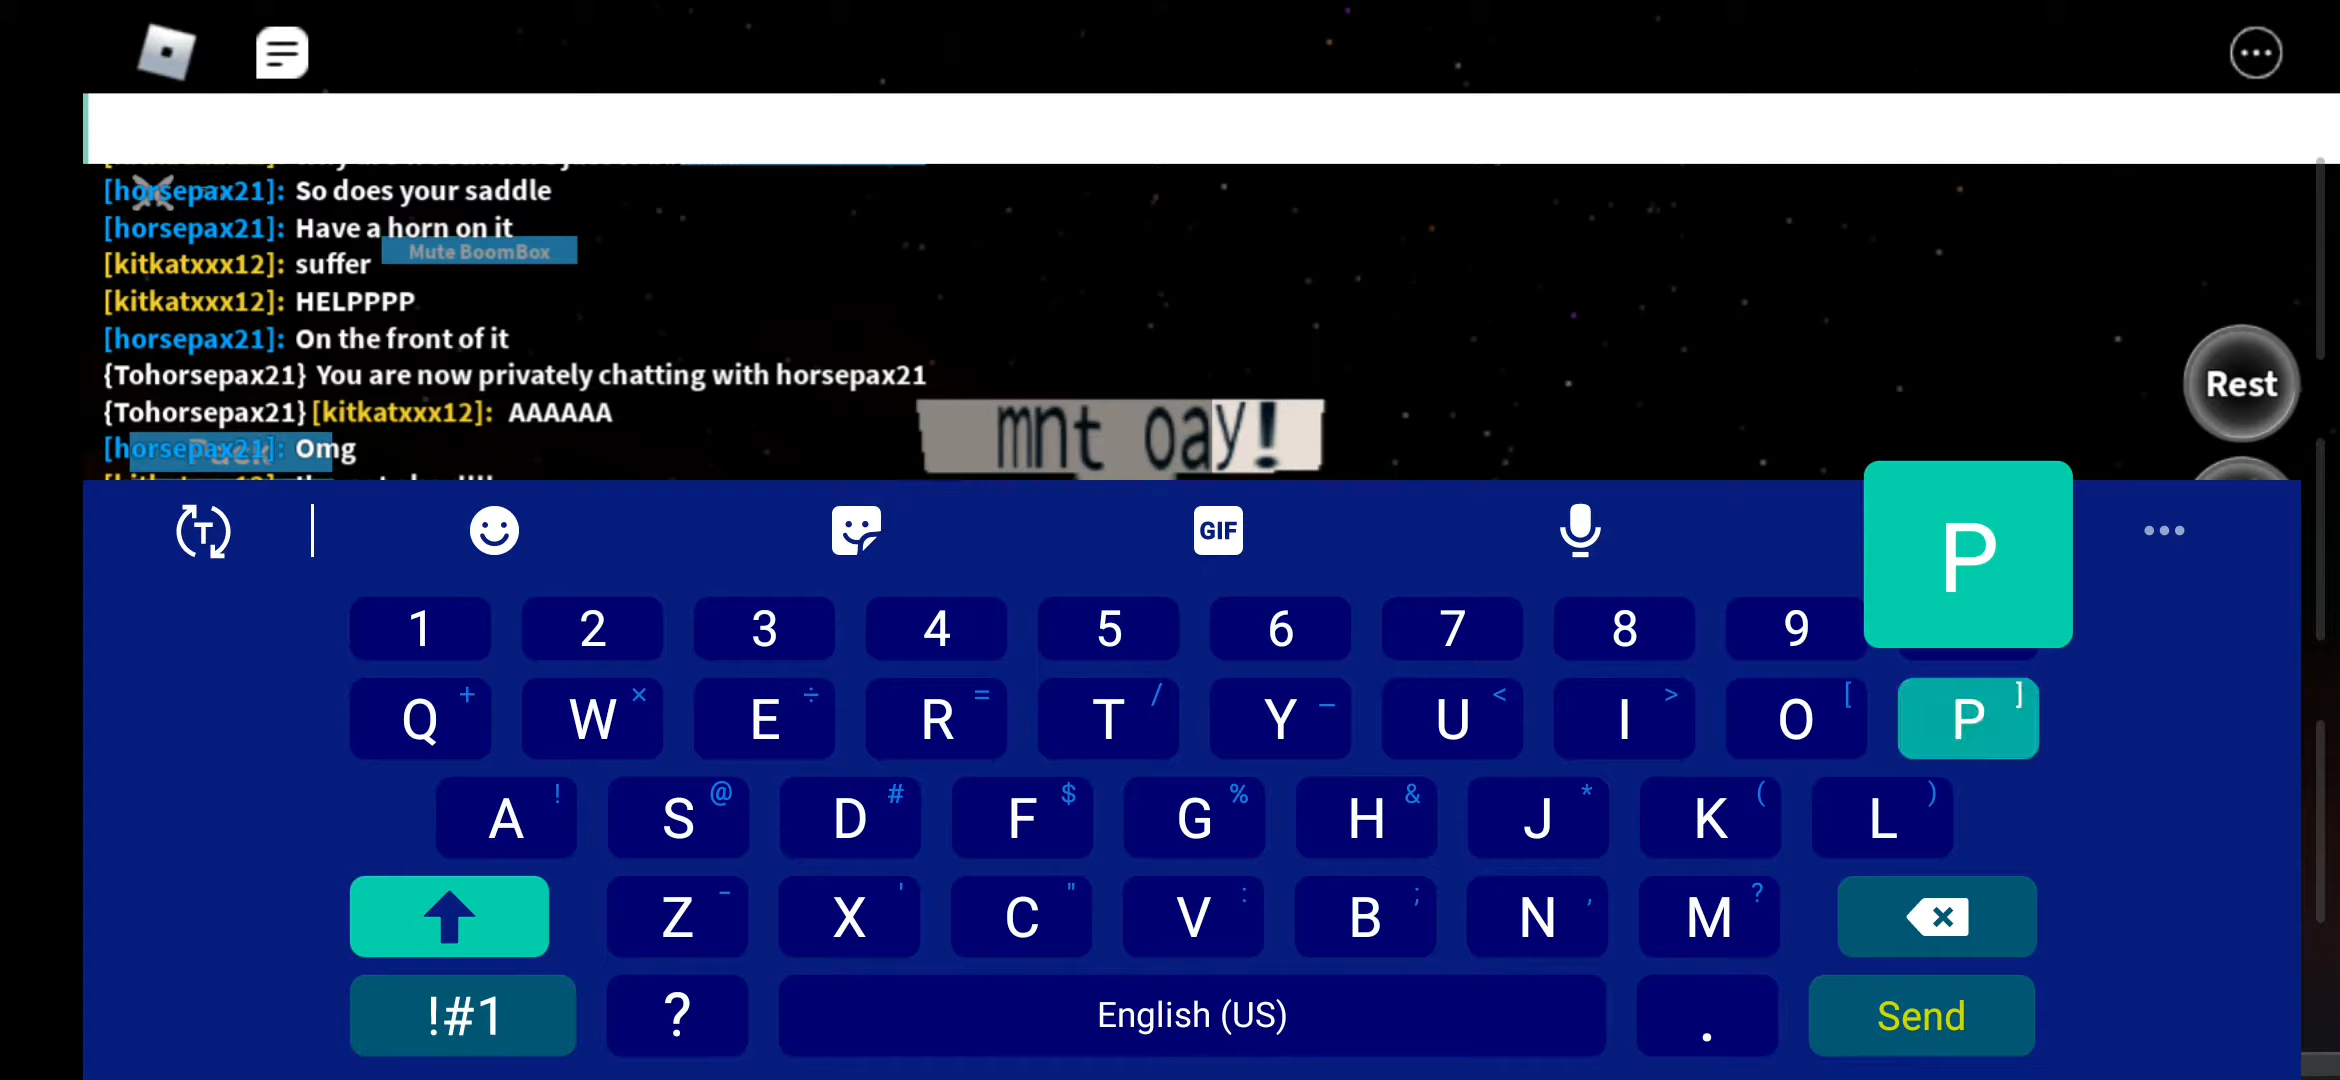 [horsepax21]: So does your saddle
[horsepax21]: Have a horn on it
Mute BoomBox
[kitkatxxx12]: suffer
[kitkatxxx12]: HELPPPP
[horsepax21]: On the front of it
{Tohorsepax21} You are now privately chatting with horsepax21
Rest
{Tohorsepax21} [kitkatxxx12]: AAAAAA
mnt oay!
[horsepax21]: Omg
T
GIF
P
1 2 3 4 5 6 7 8 9
Q + W × E ÷ R = T / Y _ U < I > O [ P ]
A ! S @ D # F $ G % H & J * K ( L )
Z - X ' C " V : B ; N , M ?
!#1 ? English (US) . Send